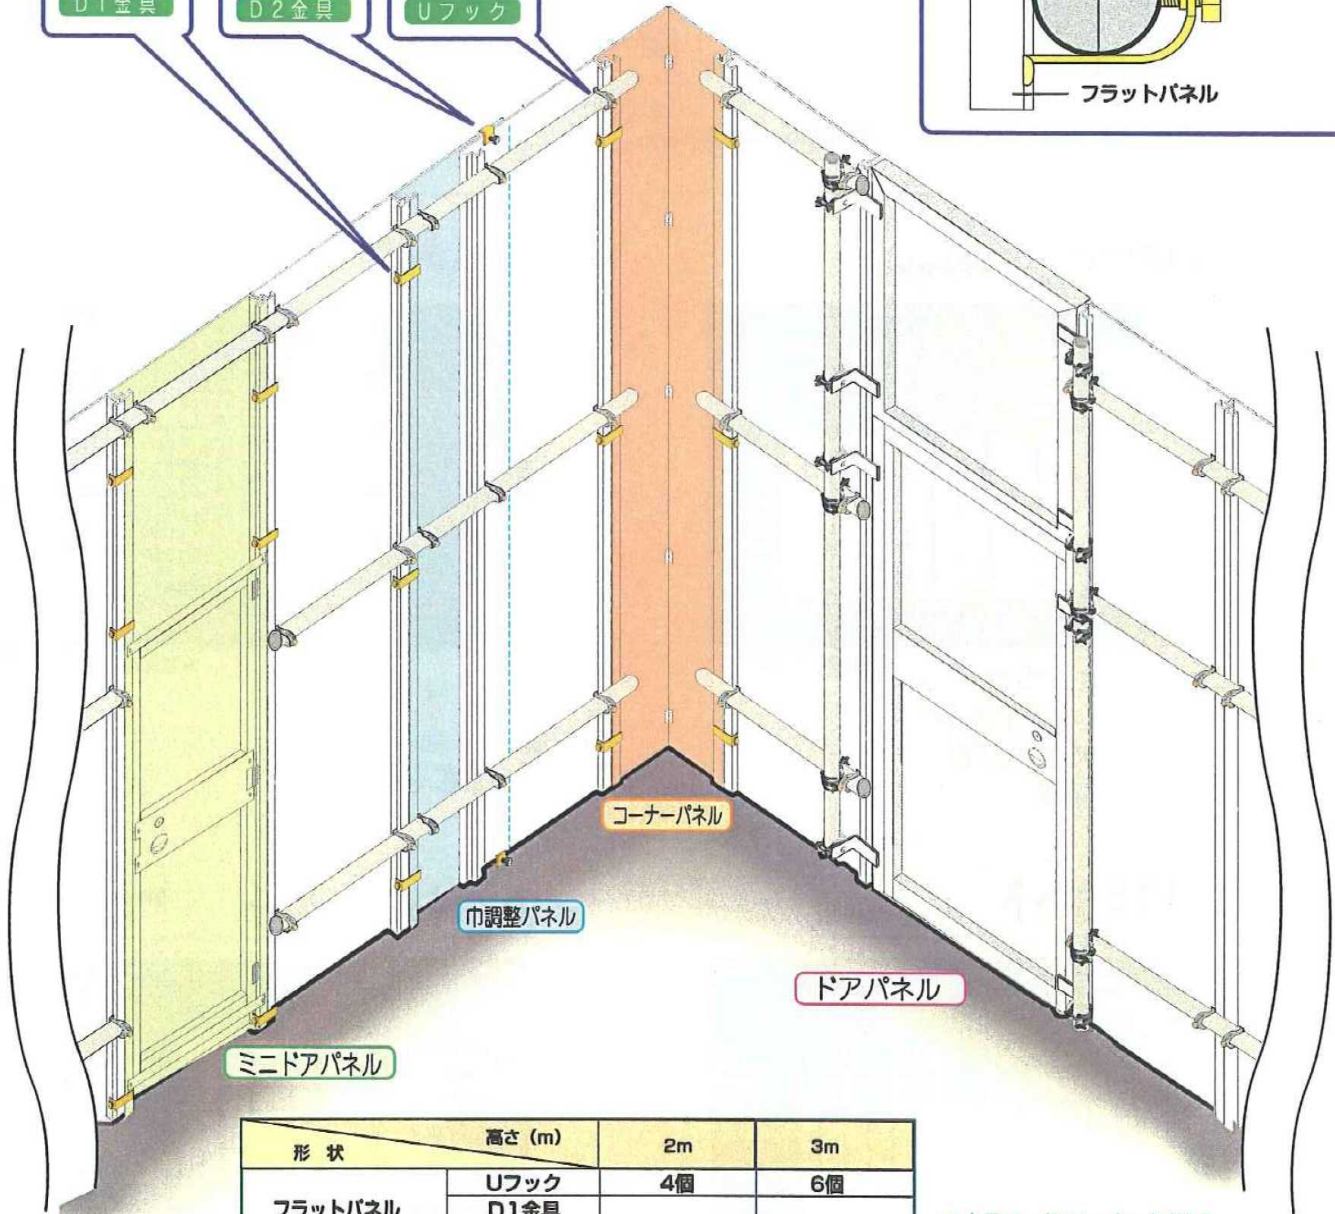 D1金具
D2金具
Uフック
フラットパネル
コーナーパネル
巾調整パネル
ドアパネル
ミニドアパネル
形 状 高さ（m） 2m 3m
フラットパネル Uフック 4個 6個
D1金具